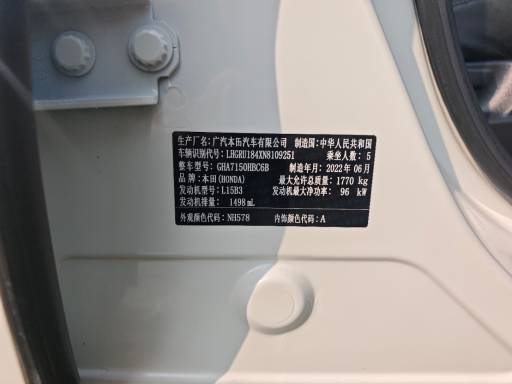 生产厂名: 广汽本田汽车有限公司 制造国: 中华人民共和国
车辆识别代号: LHGRU184XN8109251 乘坐人数: 5
整车型号: GHA7150HBC6B 制造年月: 2022年06月
品牌: 本田(HONDA) 最大允许总质量: 1770 kg
发动机型号: L15B3 发动机最大净功率: 96 kW
发动机排量: 1498 mL
外观颜色代码: NH578 内饰颜色代码: A